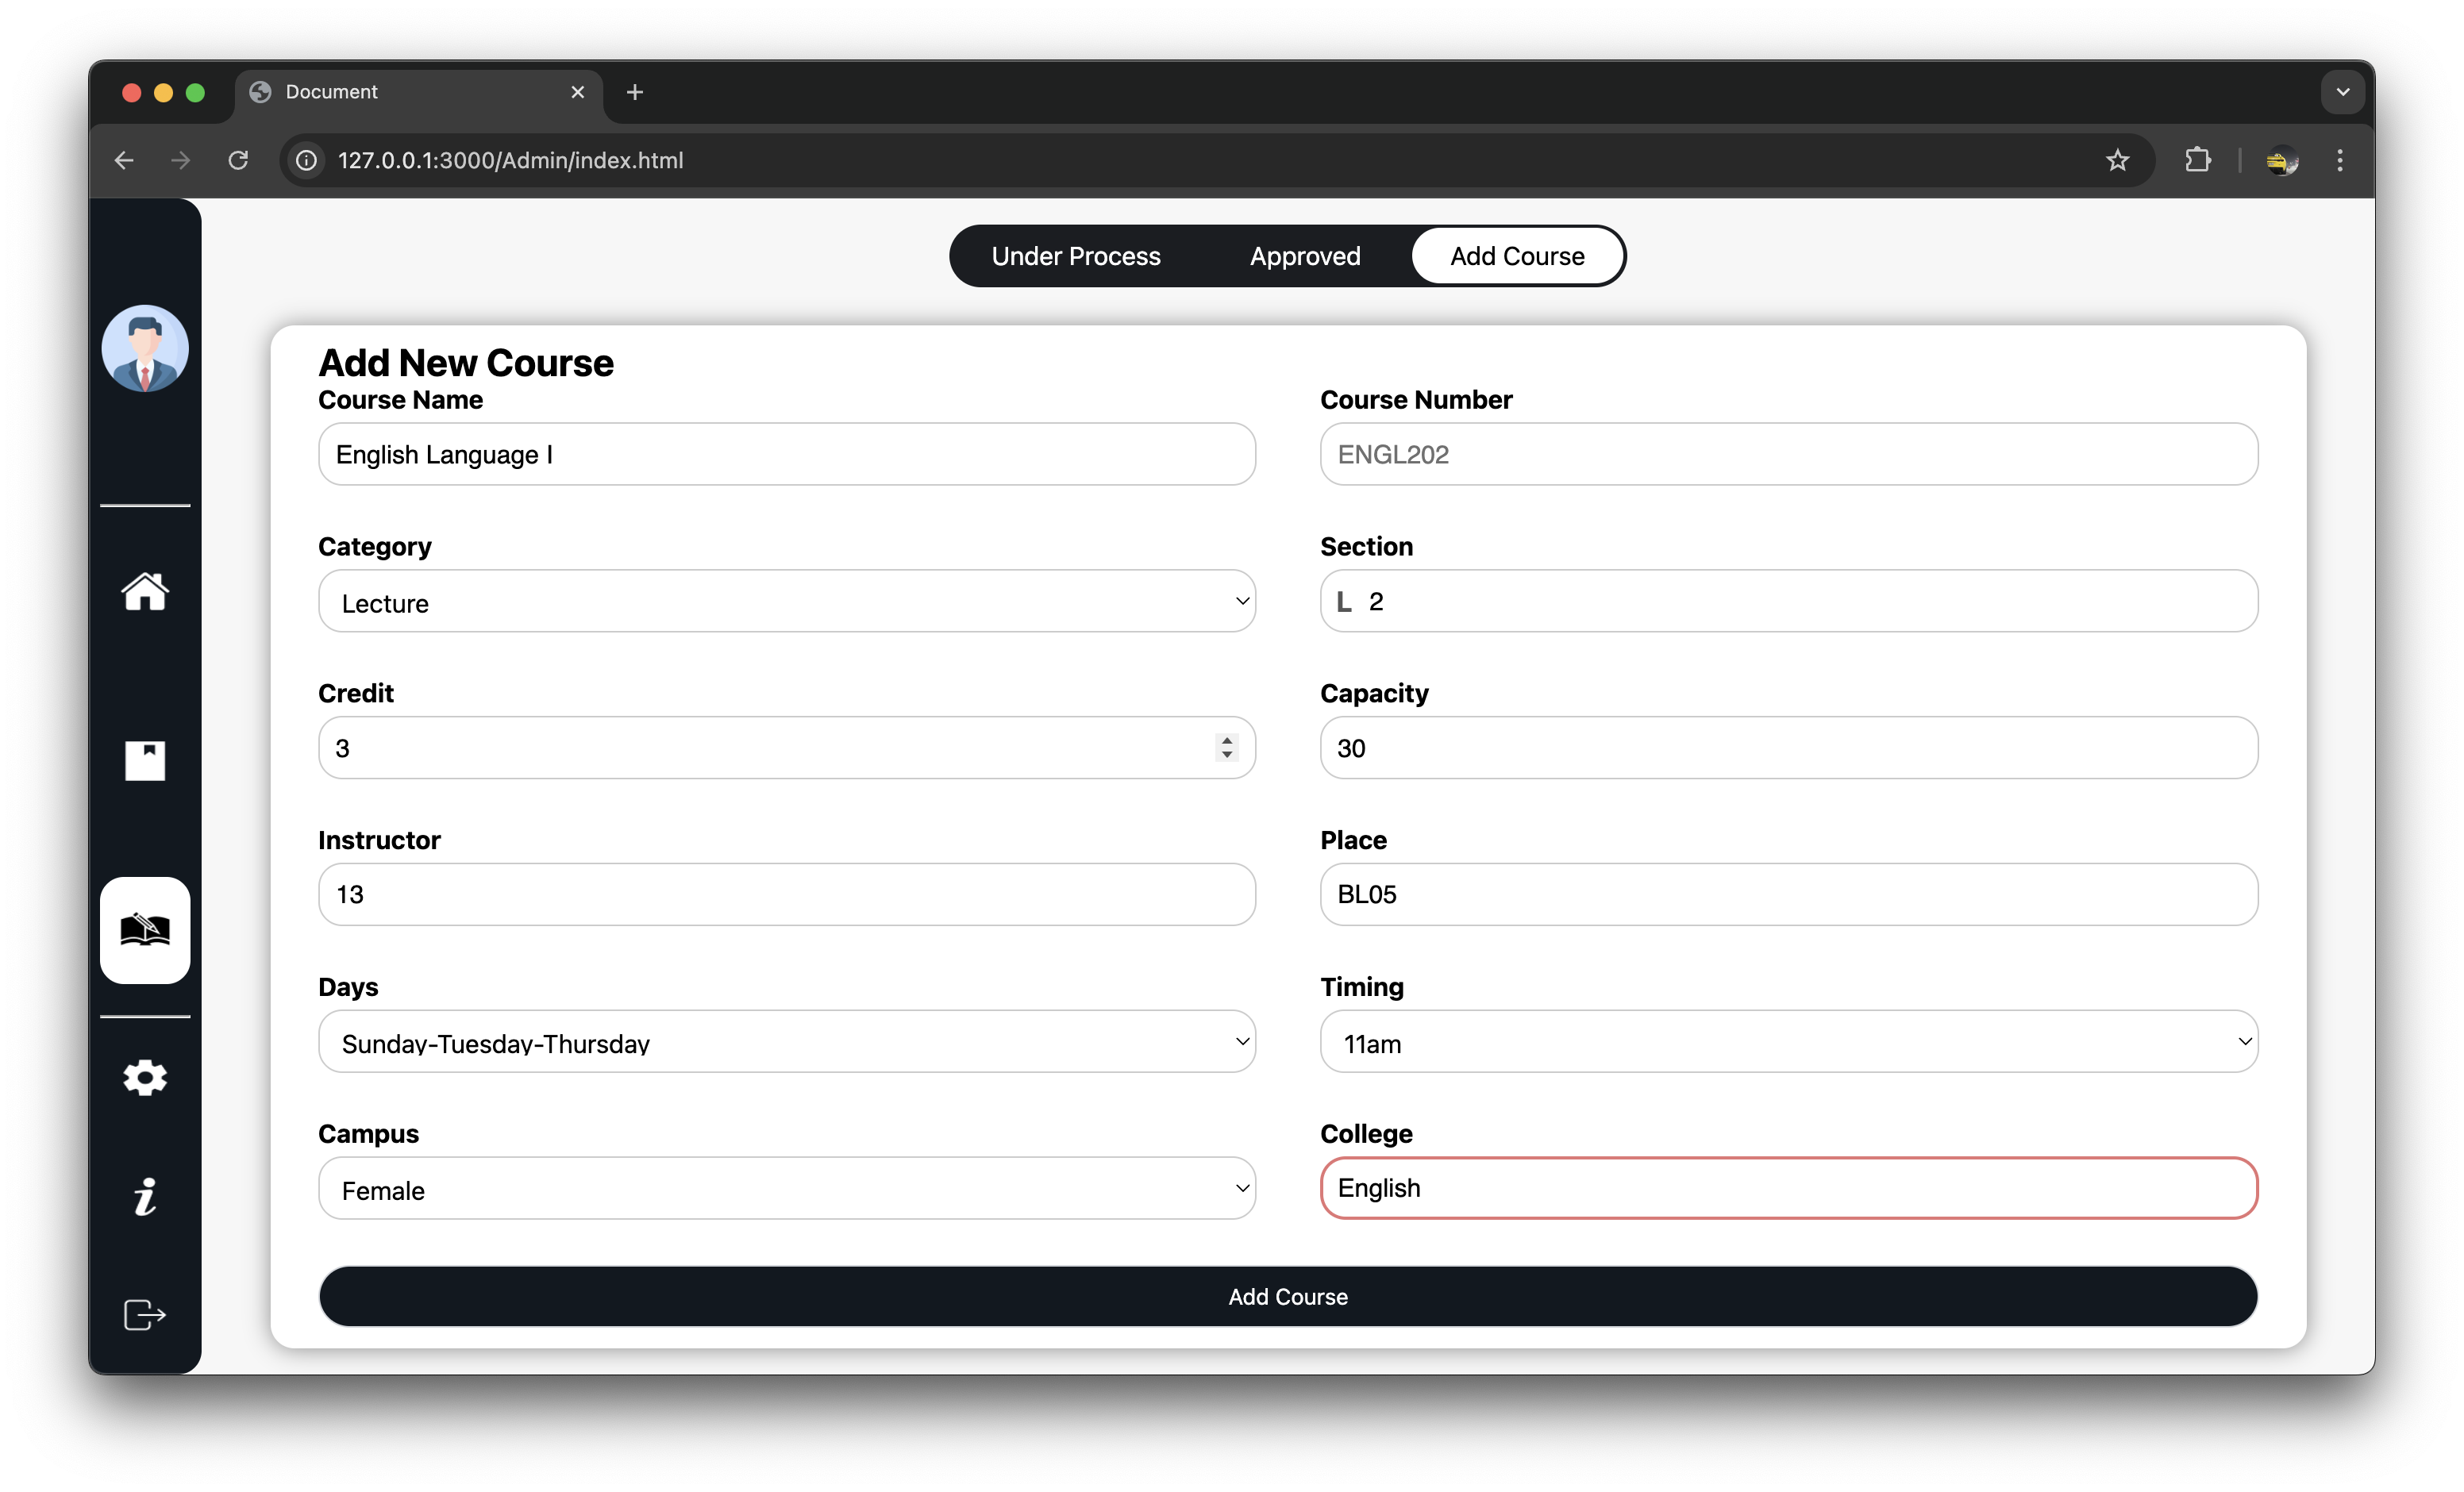 Document
127.0.0.1:3000/Admin/index.html
Under Process Approved Add Course
Add New Course
Course Name Course Number
English Language I ENGL202
Category Section
Lecture L 2
Credit Capacity
3 30
Instructor Place
13 BL05
Days Timing
Sunday-Tuesday-Thursday 11am
Campus College
Female English
Add Course